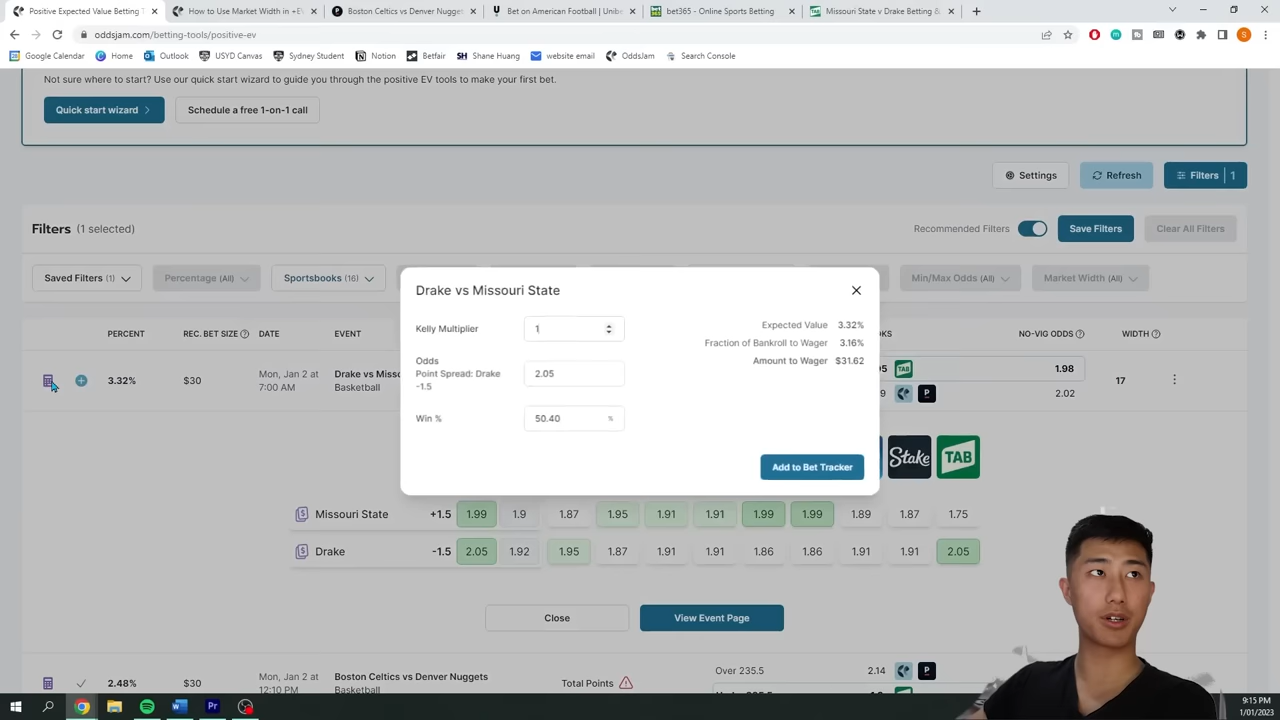 Positive Expected Value Betting T
How to Use Market Width in +EV
Boston Celtics vs Denver Nuggets
Bet on American Football | Unibe
bet365 - Online Sports Betting
Missouri State v Drake Betting &
oddsjam.com/betting-tools/positive-ev
Google Calendar
Home
Outlook
USYD Canvas
Sydney Student
Notion
Betfair
SH Shane Huang
website email
OddsJam
Search Console
Not sure where to start? Use our quick start wizard to guide you through the positive EV tools to make your first bet.
Quick start wizard
Schedule a free 1-on-1 call
Settings
Refresh
Filters 1
Filters (1 selected)
Recommended Filters
Save Filters
Clear All Filters
Saved Filters (1)
Percentage (All)
Sportsbooks (16)
Min/Max Odds (All)
Market Width (All)
Drake vs Missouri State
Kelly Multiplier
1
Expected Value 3.32%
Fraction of Bankroll to Wager 3.16%
Amount to Wager $31.62
Odds
Point Spread: Drake
-1.5
2.05
Win %
50.40 %
Add to Bet Tracker
PERCENT
REC. BET SIZE
DATE
EVENT
NO-VIG ODDS
WIDTH
3.32%
$30
Mon, Jan 2 at
7:00 AM
Drake vs Miss
Basketball
TAB
1.98
2.02
17
Stake
TAB
Missouri State +1.5 1.99 1.9 1.87 1.95 1.91 1.91 1.99 1.99 1.89 1.87 1.75
Drake -1.5 2.05 1.92 1.95 1.87 1.91 1.91 1.86 1.86 1.91 1.91 2.05
Close
View Event Page
2.48%
$30
Mon, Jan 2 at
12:10 PM
Boston Celtics vs Denver Nuggets
Basketball
Total Points
Over 235.5
2.14
9:15 PM
1/01/2023